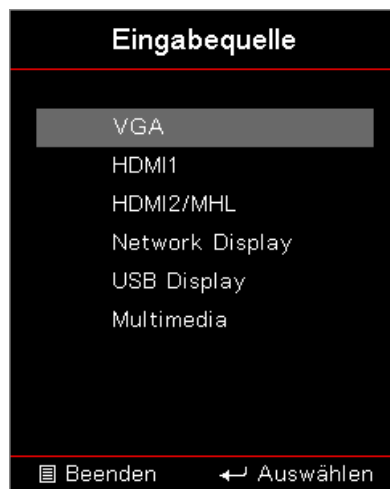 Eingabequelle
VGA
HDMI1
HDMI2/MHL
Network Display
USB Display
Multimedia
Beenden Auswählen